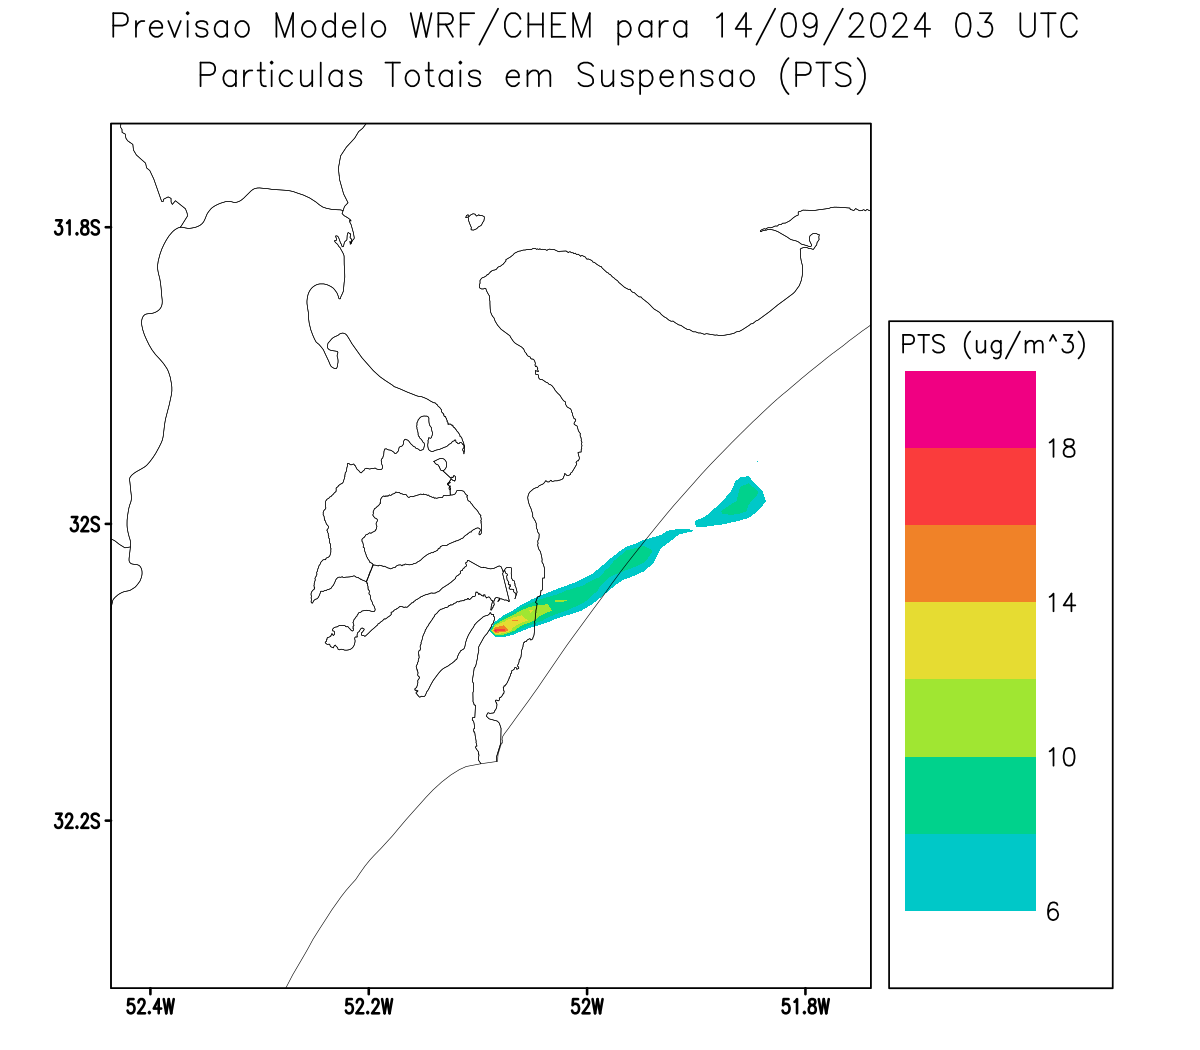 Previsao Modelo WRF/CHEM para 14/09/2024 03 UTC
Particulas Totais em Suspensao (PTS)
31.8S
32S
32.2S
52.4W
52.2W
52W
51.8W
PTS (ug/m^3)
18
14
10
6